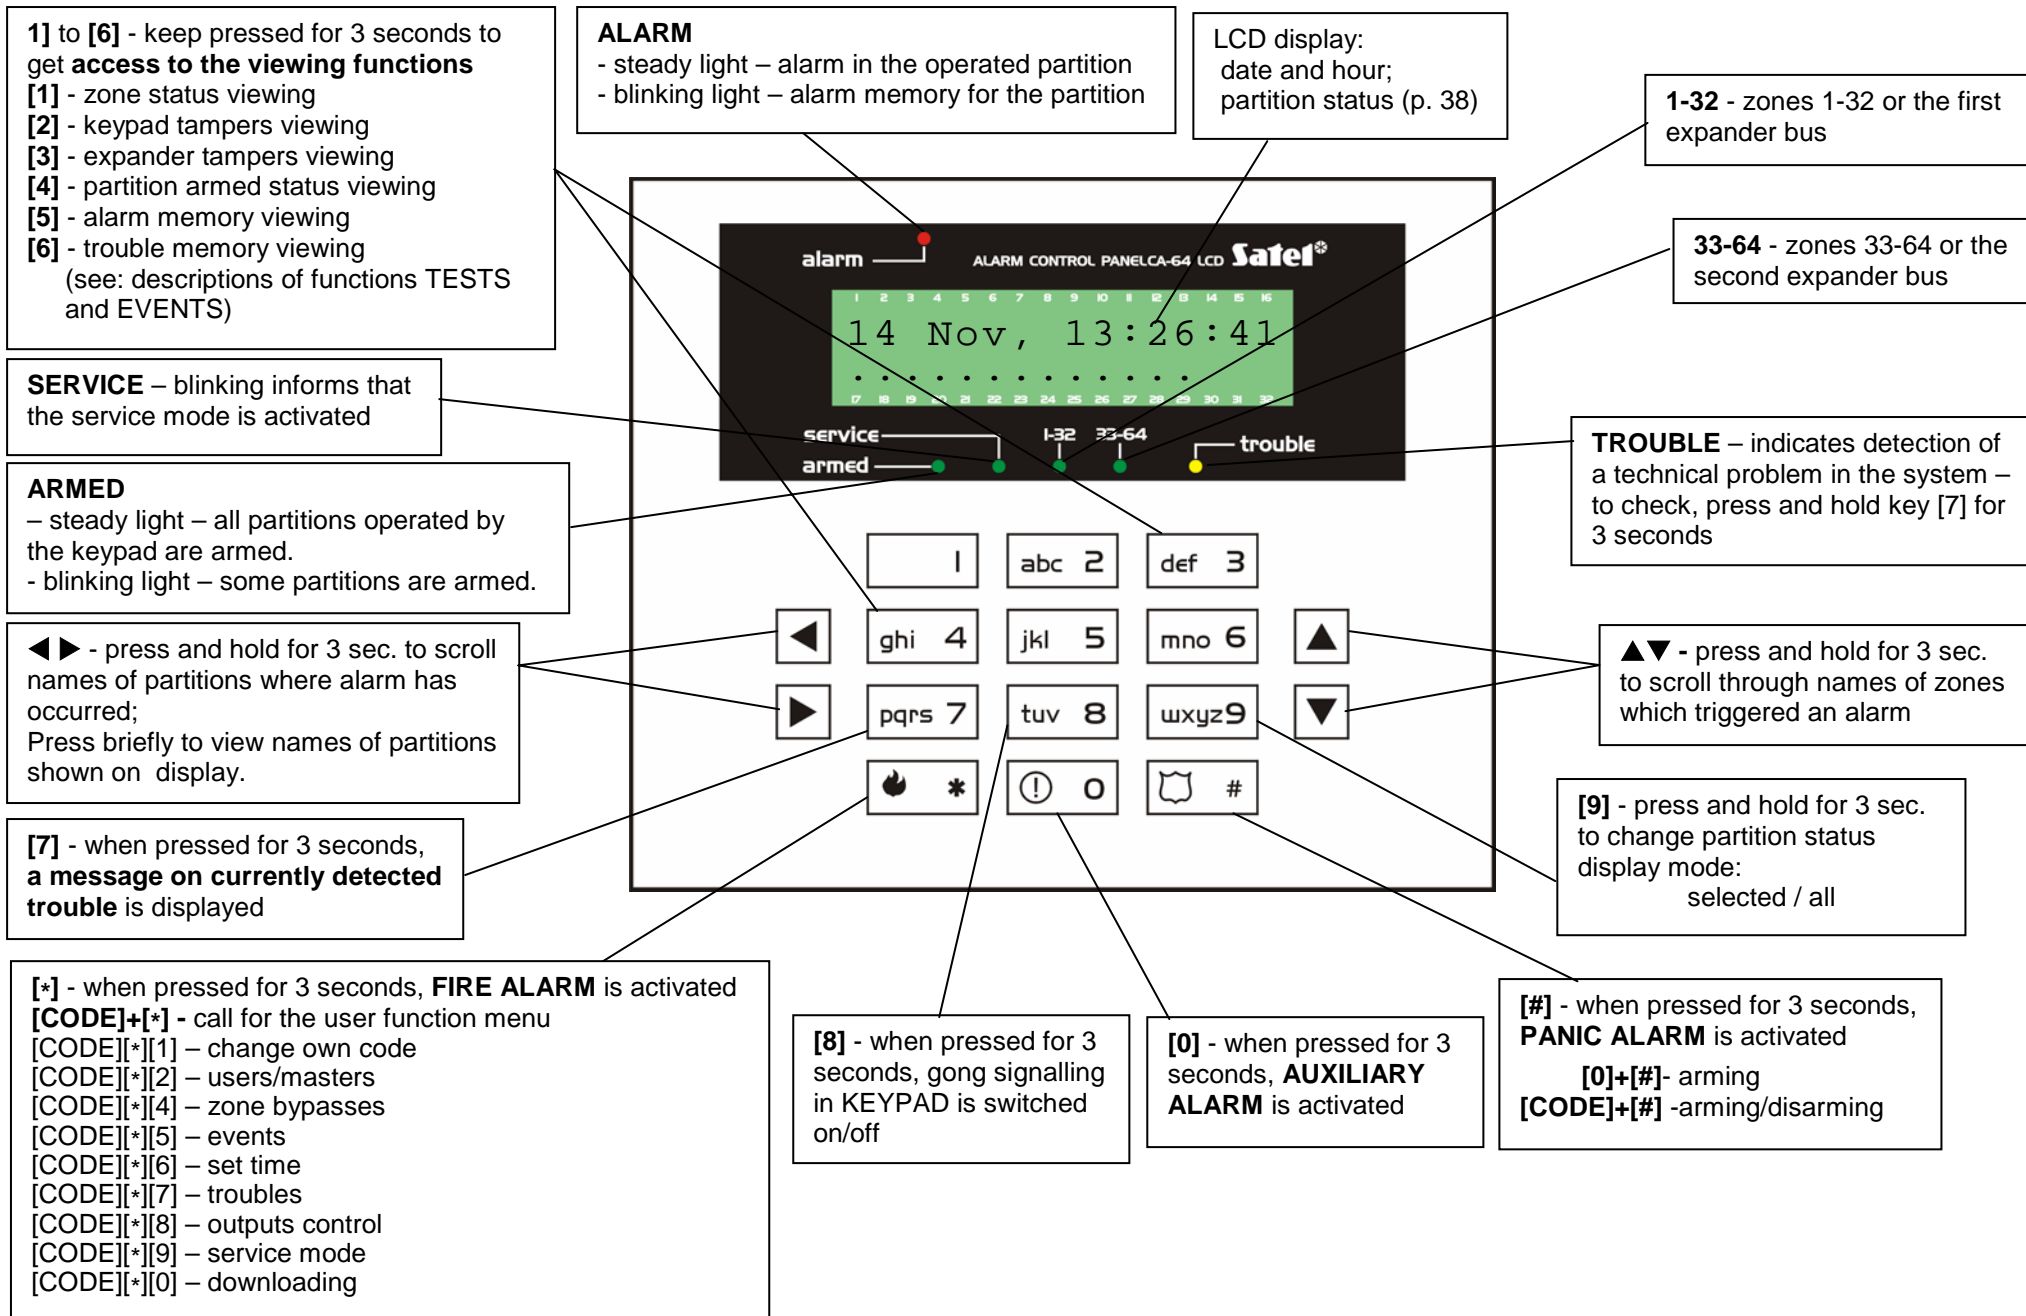 1] to [6] - keep pressed for 3 seconds to
get access to the viewing functions
[1] - zone status viewing
[2] - keypad tampers viewing
[3] - expander tampers viewing
[4] - partition armed status viewing
[5] - alarm memory viewing
[6] - trouble memory viewing
(see: descriptions of functions TESTS
and EVENTS)
ALARM
- steady light – alarm in the operated partition
- blinking light – alarm memory for the partition
LCD display:
date and hour;
partition status (p. 38)
1-32 - zones 1-32 or the first
expander bus
33-64 - zones 33-64 or the
second expander bus
SERVICE – blinking informs that
the service mode is activated
ARMED
– steady light – all partitions operated by
the keypad are armed.
- blinking light – some partitions are armed.
TROUBLE – indicates detection of
a technical problem in the system –
to check, press and hold key [7] for
3 seconds
alarm
ALARM CONTROL PANELCA-64 LCD Satel
1 2 3 4 5 6 7 8 9 10 11 12 13 14 15 16
14 Nov, 13:26:41
. . . . . . . . . . . . .
17 18 19 20 21 22 23 24 25 26 27 28 29 30 31 32
service 1-32 33-64 trouble
armed
1 abc 2 def 3
◀ ghi 4 jkl 5 mno 6 ▲
▶ pqrs 7 tuv 8 wxyz9 ▼
* ! 0 #
◀ ▶ - press and hold for 3 sec. to scroll
names of partitions where alarm has
occurred;
Press briefly to view names of partitions
shown on display.
▲▼ - press and hold for 3 sec.
to scroll through names of zones
which triggered an alarm
[7] - when pressed for 3 seconds,
a message on currently detected
trouble is displayed
[9] - press and hold for 3 sec.
to change partition status
display mode:
selected / all
[*] - when pressed for 3 seconds, FIRE ALARM is activated
[CODE]+[*] - call for the user function menu
[CODE][*][1] – change own code
[CODE][*][2] – users/masters
[CODE][*][4] – zone bypasses
[CODE][*][5] – events
[CODE][*][6] – set time
[CODE][*][7] – troubles
[CODE][*][8] – outputs control
[CODE][*][9] – service mode
[CODE][*][0] – downloading
[8] - when pressed for 3
seconds, gong signalling
in KEYPAD is switched
on/off
[0] - when pressed for 3
seconds, AUXILIARY
ALARM is activated
[#] - when pressed for 3 seconds,
PANIC ALARM is activated
[0]+[#]- arming
[CODE]+[#] -arming/disarming